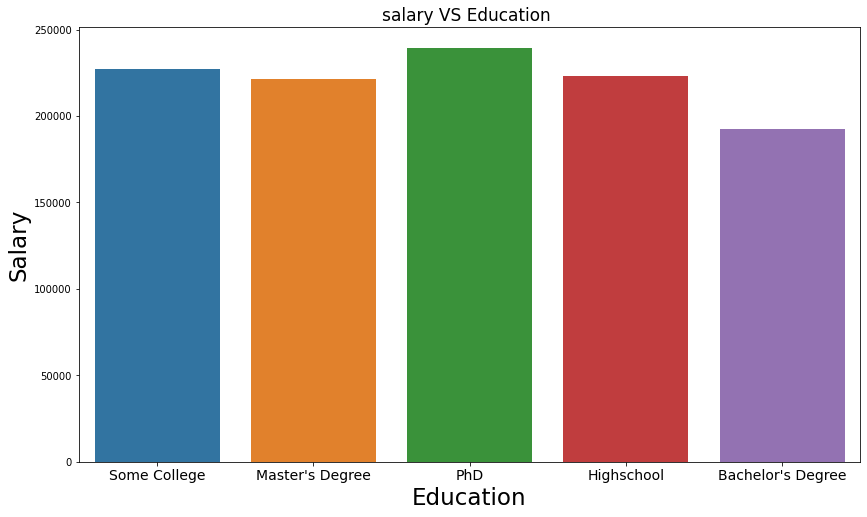 salary VS Education
250000
200000
150000
100000
50000
0
Salary
Some College Master's Degree PhD Highschool Bachelor's Degree
Education